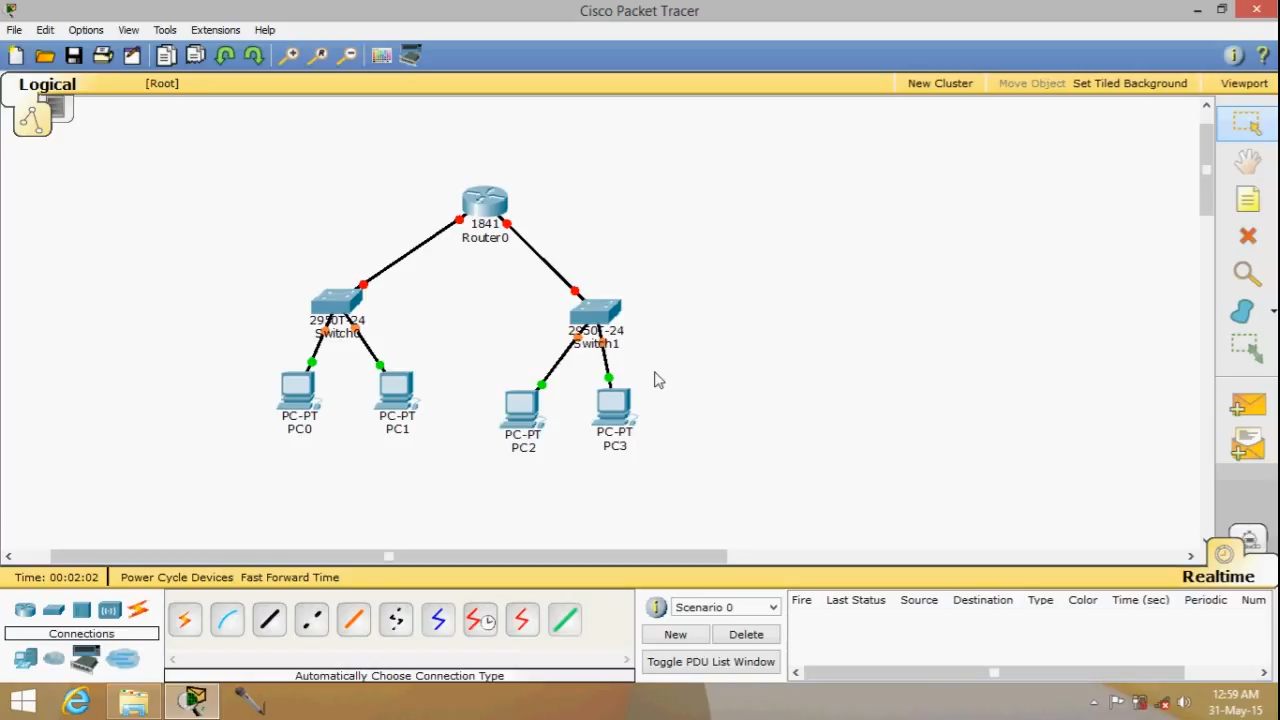 Cisco Packet Tracer
File Edit Options View Tools Extensions Help
Logical [Root] New Cluster Move Object Set Tiled Background Viewport
1841
Router0
2950T-24
Switch0
2950T-24
Switch1
PC-PT
PC0
PC-PT
PC1
PC-PT
PC2
PC-PT
PC3
Time: 00:02:02 Power Cycle Devices Fast Forward Time Realtime
Connections
Automatically Choose Connection Type
Scenario 0
New Delete
Toggle PDU List Window
Fire Last Status Source Destination Type Color Time (sec) Periodic Num
12:59 AM
31-May-15